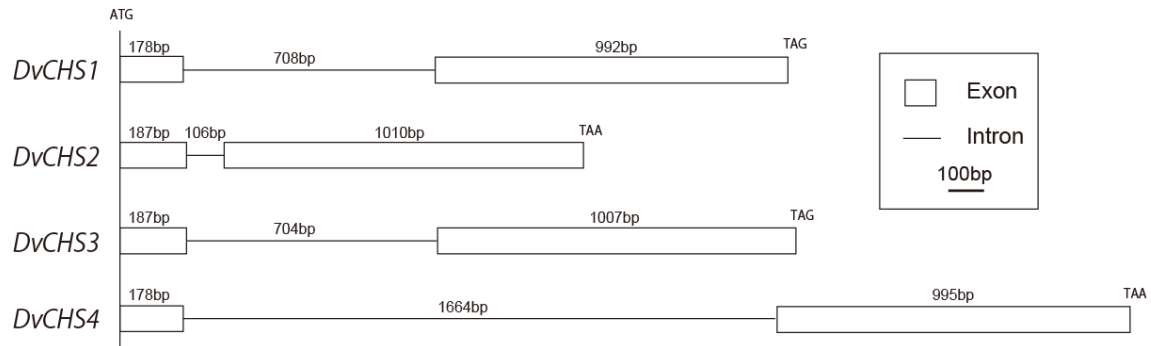 ATG
178bp 992bp TAG
DvCHS1 708bp
Exon
187bp 106bp 1010bp TAA
DvCHS2
Intron
100bp
187bp 1007bp TAG
DvCHS3 704bp
178bp 995bp TAA
DvCHS4 1664bp